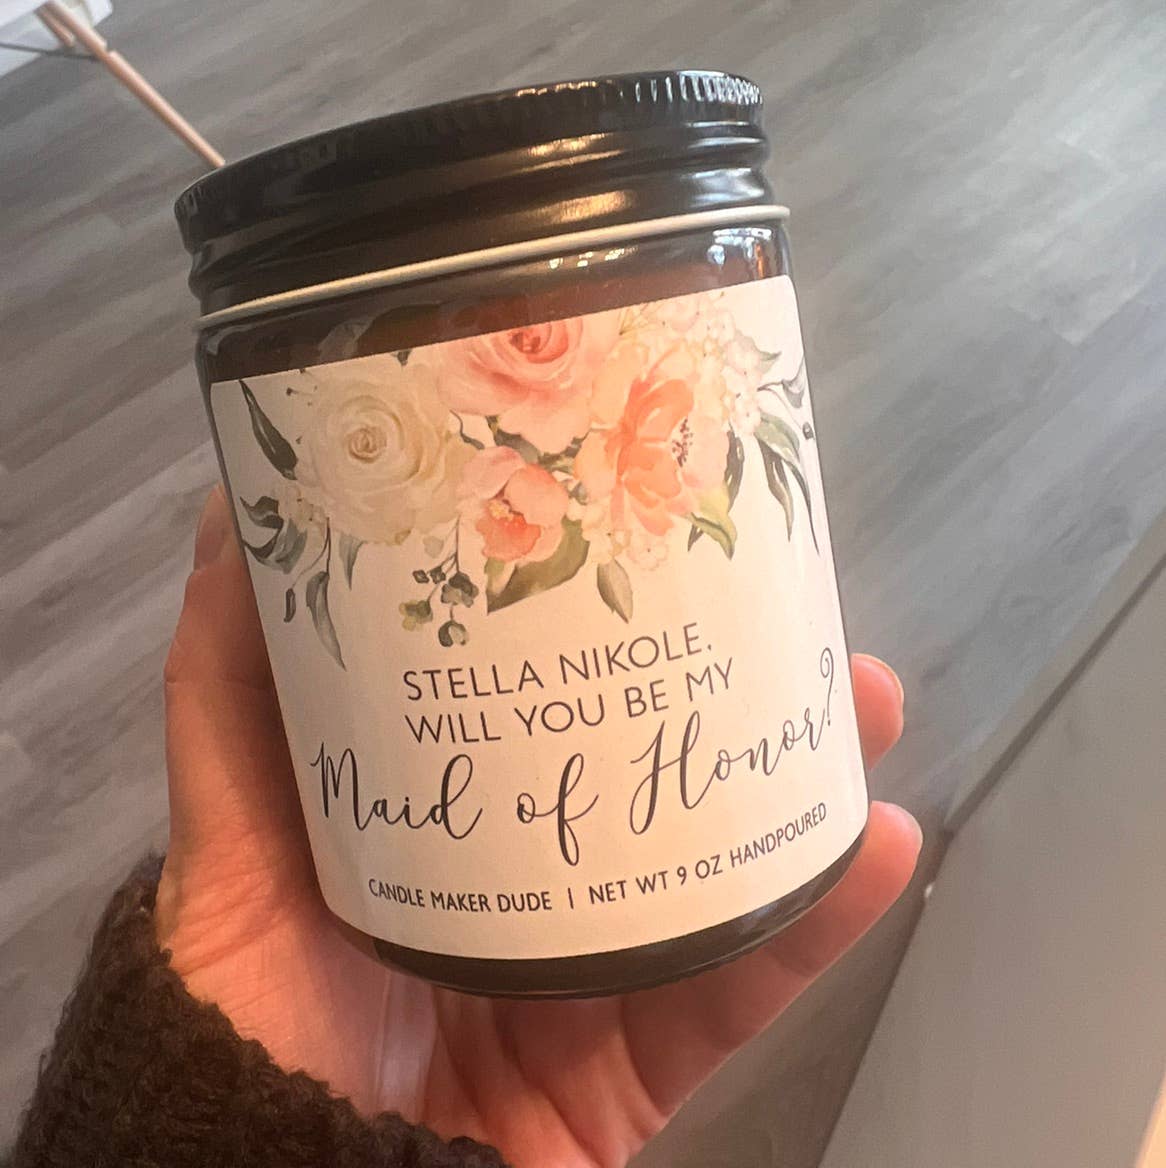 STELLA NIKOLE,
WILL YOU BE MY
Maid of Honor?
CANDLE MAKER DUDE | NET WT 9 OZ HANDPOURED